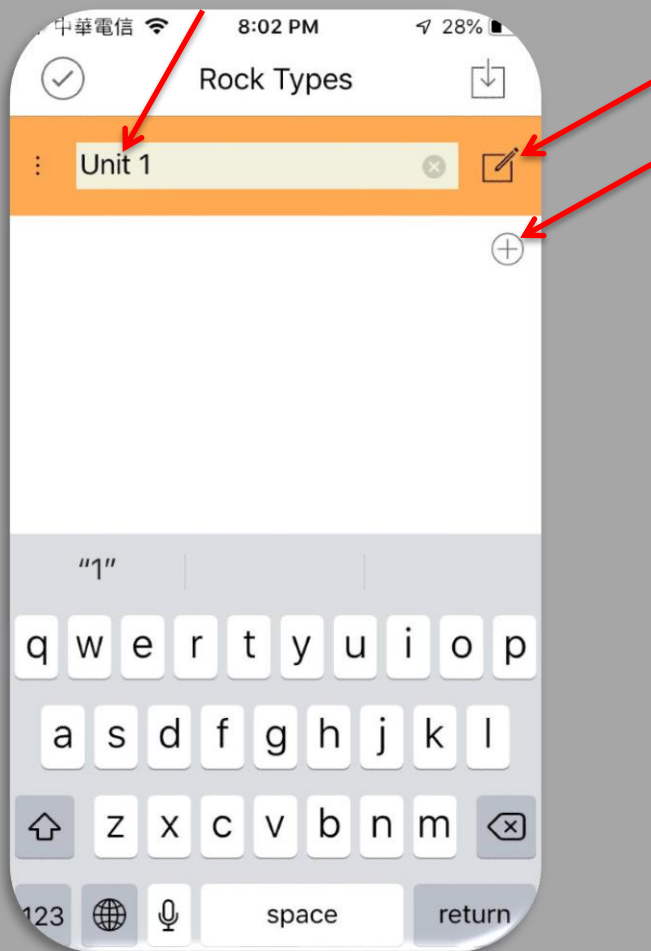 中華電信 8:02 PM 28%
Rock Types
Unit 1
"1"
q w e r t y u i o p
a s d f g h j k l
z x c v b n m
123 space return